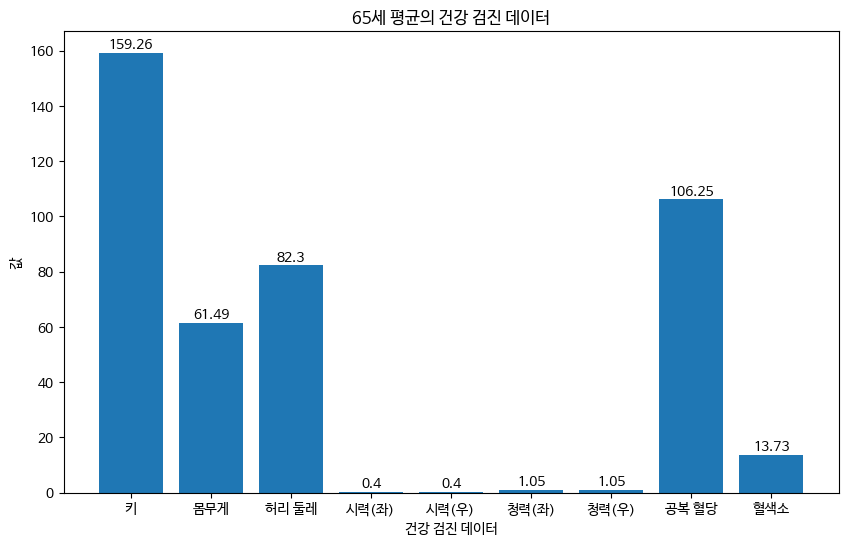 65세 평균의 건강 검진 데이터
값
160
140
120
100
80
60
40
20
0
159.26
61.49
82.3
0.4
0.4
1.05
1.05
106.25
13.73
키
몸무게
허리 둘레
시력(좌)
시력(우)
청력(좌)
청력(우)
공복 혈당
혈색소
건강 검진 데이터